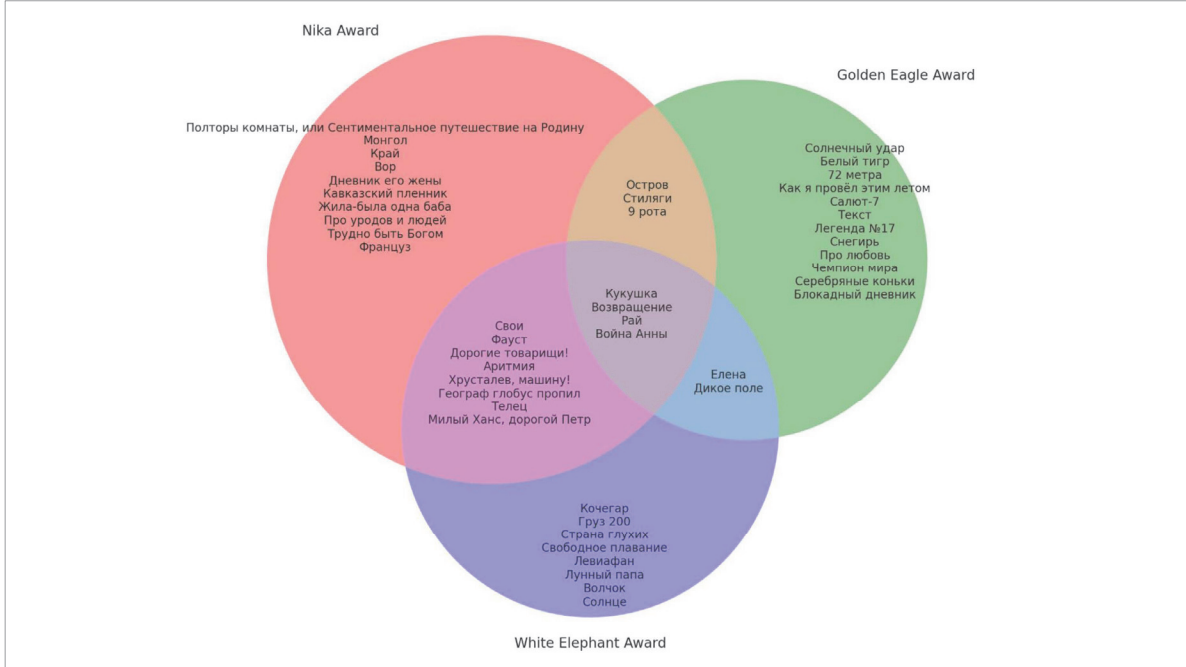 Nika Award
Golden Eagle Award
Полторы комнаты, или Сентиментальное путешествие на Родину
Монгол
Край
Вор
Дневник его жены
Кавказский пленник
Жила-была одна баба
Про уродов и людей
Трудно быть Богом
Француз
Остров
Стиляги
9 рота
Солнечный удар
Белый тигр
72 метра
Как я провёл этим летом
Салют-7
Текст
Легенда №17
Снегирь
Про любовь
Чемпион мира
Серебряные коньки
Блокадный дневник
Кукушка
Возвращение
Рай
Война Анны
Свои
Фауст
Дорогие товарищи!
Аритмия
Хрусталев, машину!
Географ глобус пропил
Телец
Милый Ханс, дорогой Петр
Елена
Дикое поле
Кочегар
Груз 200
Страна глухих
Свободное плавание
Левиафан
Лунный папа
Волчок
Солнце
White Elephant Award